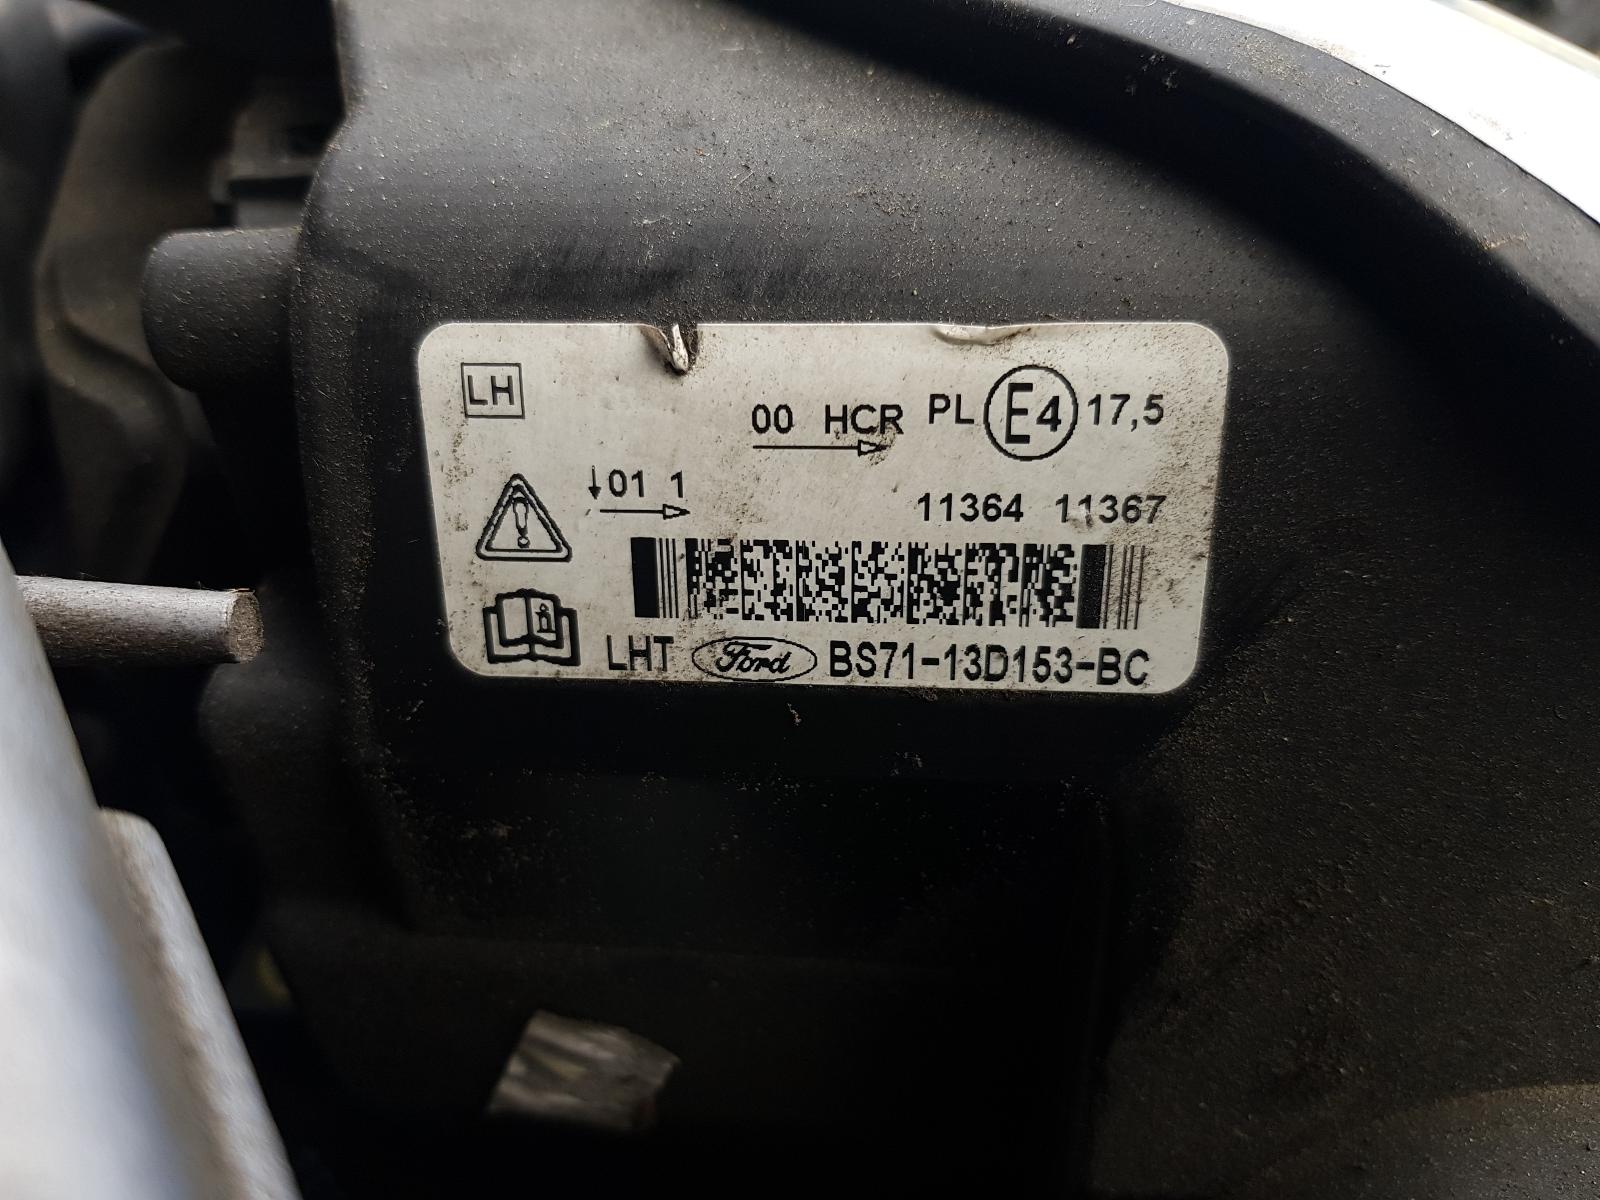 LH
00 HCR PL E4 17,5
↓01 1
11364 11367
LHT Ford BS71-13D153-BC